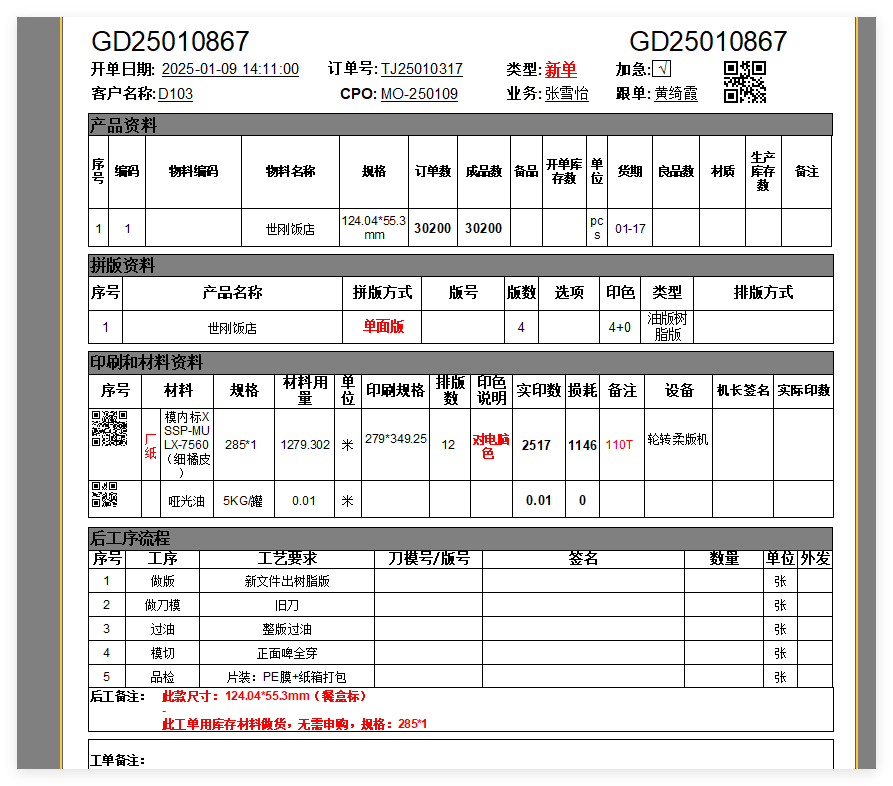 GD25010867 GD25010867
开单日期: 2025-01-09 14:11:00 订单号: TJ25010317 类型: 新单 加急: √
客户名称: D103 CPO: MO-250109 业务: 张雪怡 跟单: 黄绮霞
产品资料
序号 编码 物料编码 物料名称 规格 订单数 成品数 备品 开单库存数 单位 货期 良品数 材质 生产库存数 备注
1 1 世刚饭店 124.04*55.3mm 30200 30200 pcs 01-17
拼版资料
序号 产品名称 拼版方式 版号 版数 选项 印色 类型 排版方式
1 世刚饭店 单面版 4 4+0 油版树脂版
印刷和材料资料
序号 材料 规格 材料用量 单位 印刷规格 排版数 印色说明 实印数 损耗 备注 设备 机长签名 实际印数
厂纸 模内标XSSP-MULX-7560（细橘皮） 285*1 1279.302 米 279*349.25 12 对电脑色 2517 1146 110T 轮转柔版机
哑光油 5KG/罐 0.01 米 0.01 0
后工序流程
序号 工序 工艺要求 刀模号/版号 签名 数量 单位 外发
1 做版 新文件出树脂版 张
2 做刀模 旧刀 张
3 过油 整版过油 张
4 模切 正面啤全穿 张
5 品检 片装：PE膜+纸箱打包 张
后工备注： 此款尺寸：124.04*55.3mm（餐盒标）
-
此工单用库存材料做货，无需申购，规格：285*1
工单备注：